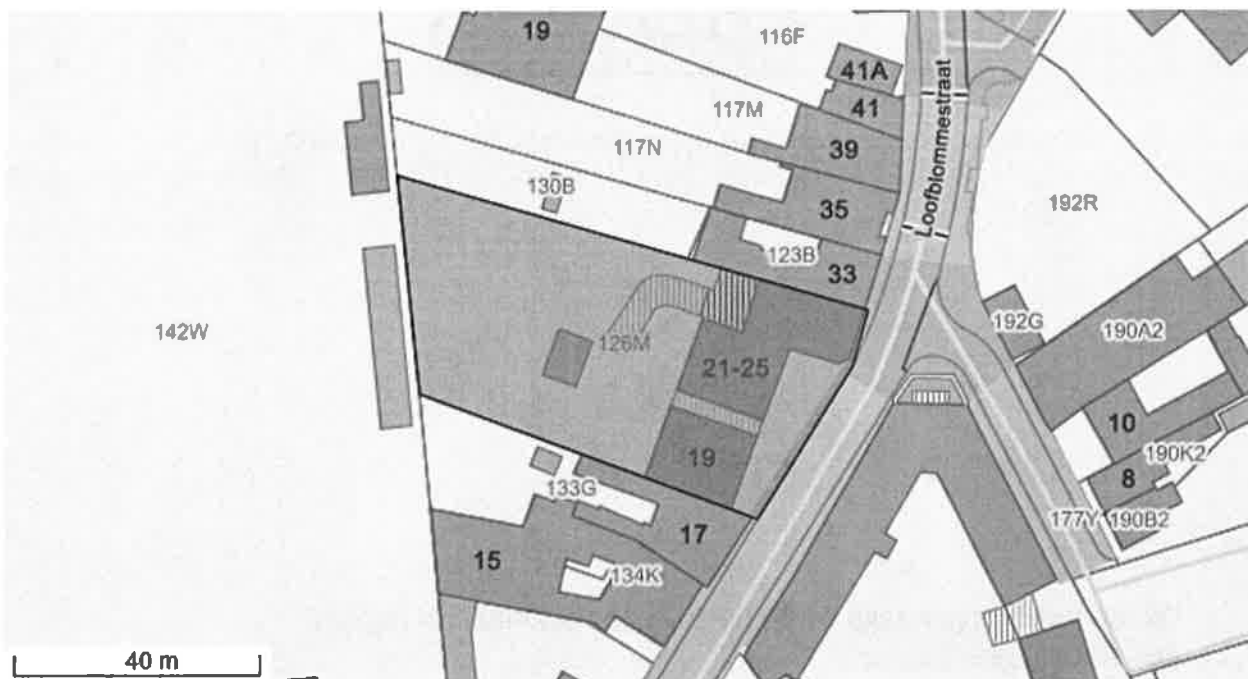 19
116F
41A
41
117M
39
117N
Loofblommestraat
130B
35
192R
123B
33
142W
192G
190A2
126M
21-25
10
190K2
19
8
133G
177Y
190B2
17
15
134K
40 m